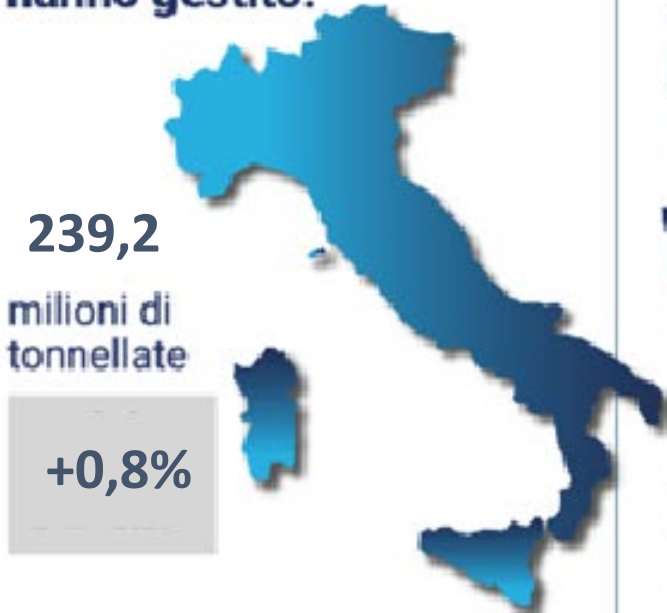 hanno gestito:
239,2
milioni di
tonnellate
+0,8%